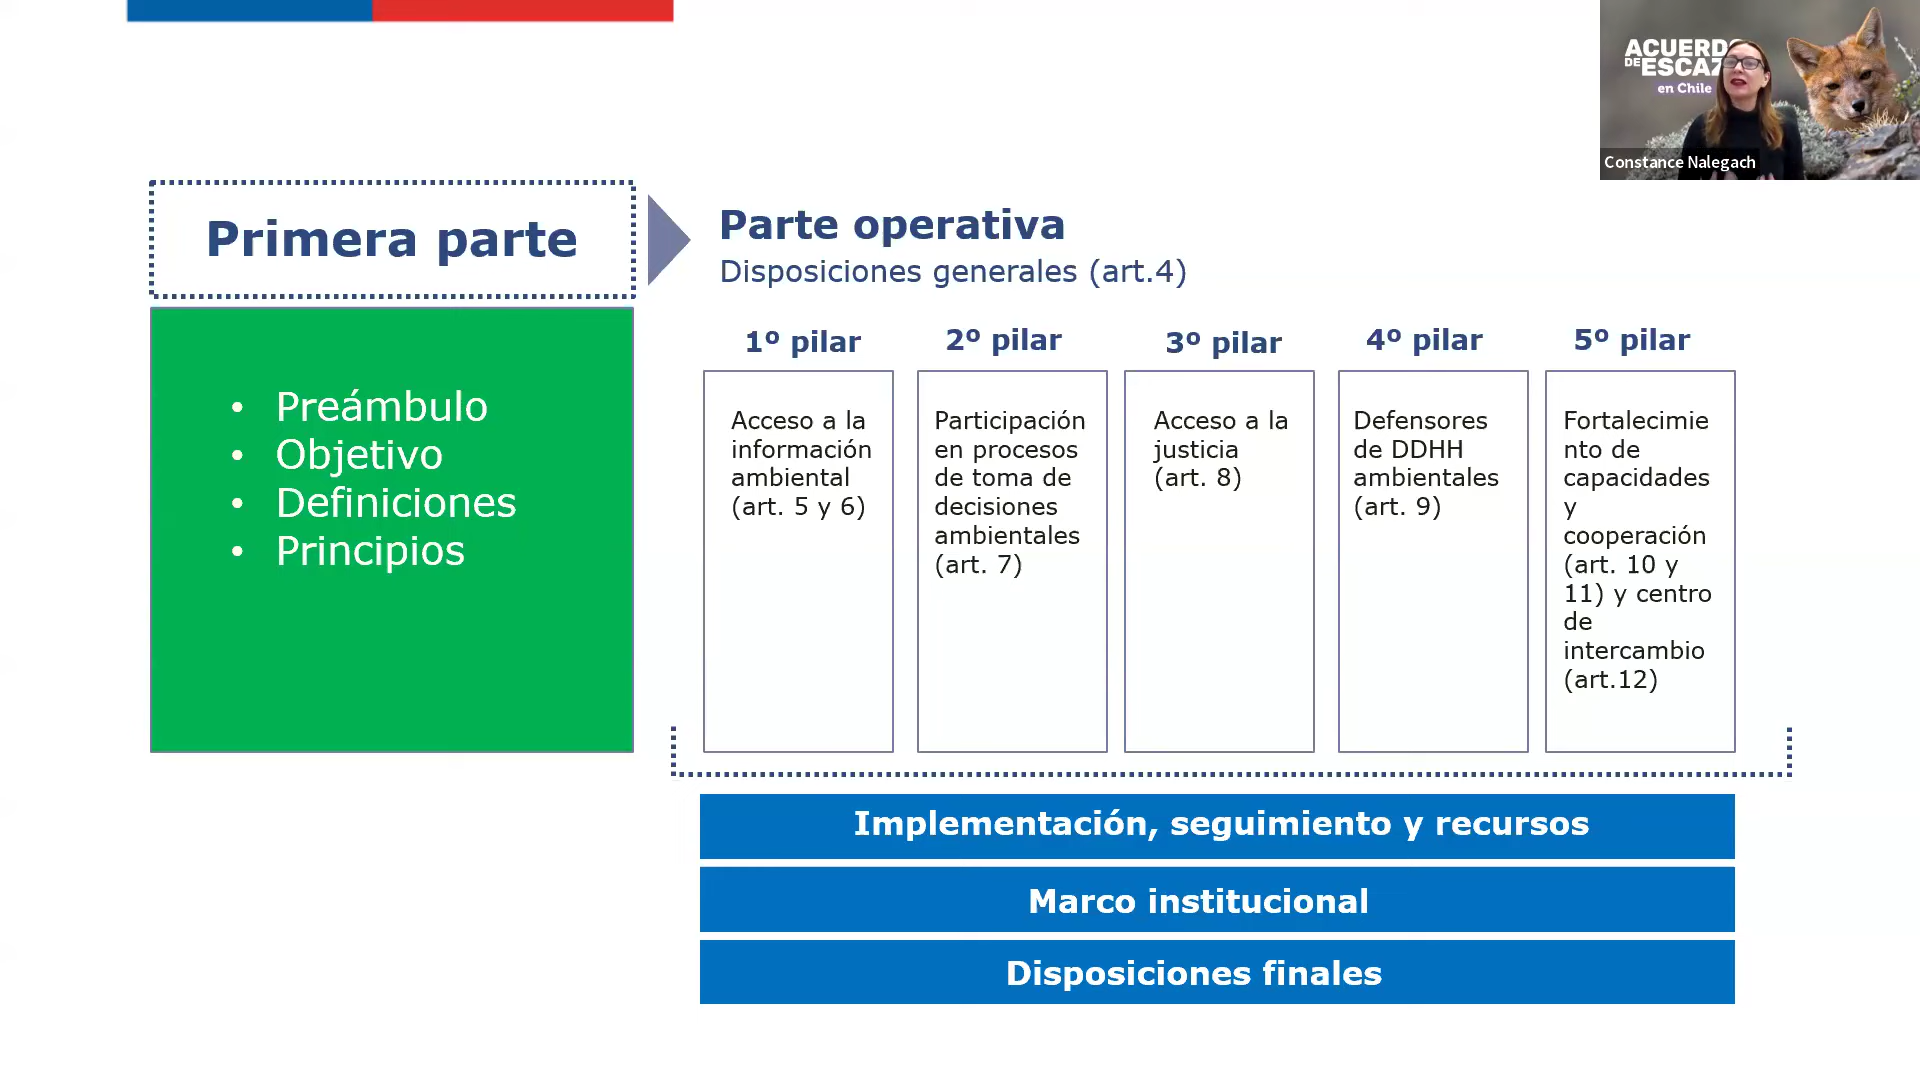 ACUERDO
DE ESCAZ
en Chile
Constance Nalegach
Primera parte
Parte operativa
Disposiciones generales (art.4)
• Preámbulo
• Objetivo
• Definiciones
• Principios
1º pilar
Acceso a la
información
ambiental
(art. 5 y 6)
2º pilar
Participación
en procesos
de toma de
decisiones
ambientales
(art. 7)
3º pilar
Acceso a la
justicia
(art. 8)
4º pilar
Defensores
de DDHH
ambientales
(art. 9)
5º pilar
Fortalecimie
nto de
capacidades
y
cooperación
(art. 10 y
11) y centro
de
intercambio
(art.12)
Implementación, seguimiento y recursos
Marco institucional
Disposiciones finales